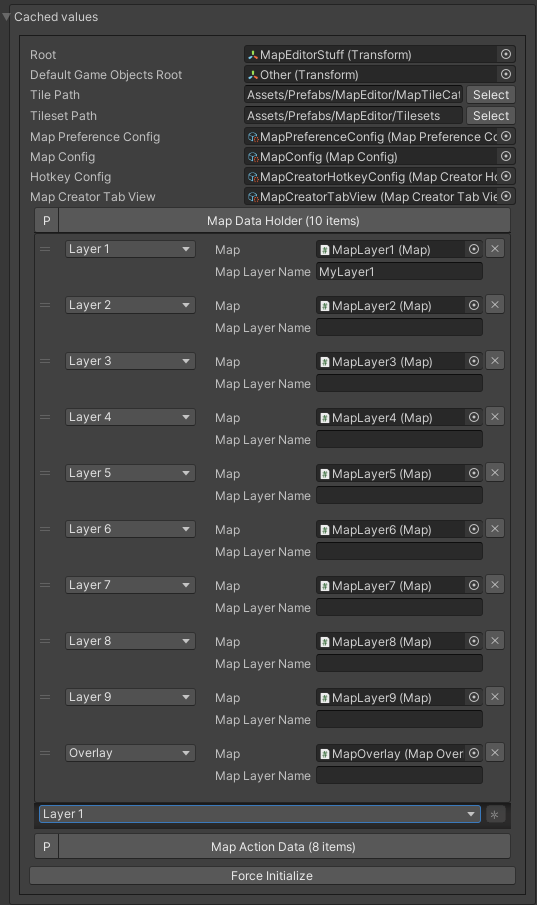 Cached values
Root MapEditorStuff (Transform)
Default Game Objects Root Other (Transform)
Tile Path Assets/Prefabs/MapEditor/MapTileCat Select
Tileset Path Assets/Prefabs/MapEditor/Tilesets Select
Map Preference Config MapPreferenceConfig (Map Preference Co
Map Config MapConfig (Map Config)
Hotkey Config MapCreatorHotkeyConfig (Map Creator Ho
Map Creator Tab View MapCreatorTabView (Map Creator Tab Vie
P Map Data Holder (10 items)
Layer 1 Map MapLayer1 (Map)
Map Layer Name MyLayer1
Layer 2 Map MapLayer2 (Map)
Map Layer Name
Layer 3 Map MapLayer3 (Map)
Map Layer Name
Layer 4 Map MapLayer4 (Map)
Map Layer Name
Layer 5 Map MapLayer5 (Map)
Map Layer Name
Layer 6 Map MapLayer6 (Map)
Map Layer Name
Layer 7 Map MapLayer7 (Map)
Map Layer Name
Layer 8 Map MapLayer8 (Map)
Map Layer Name
Layer 9 Map MapLayer9 (Map)
Map Layer Name
Overlay Map MapOverlay (Map Over
Map Layer Name
Layer 1
P Map Action Data (8 items)
Force Initialize